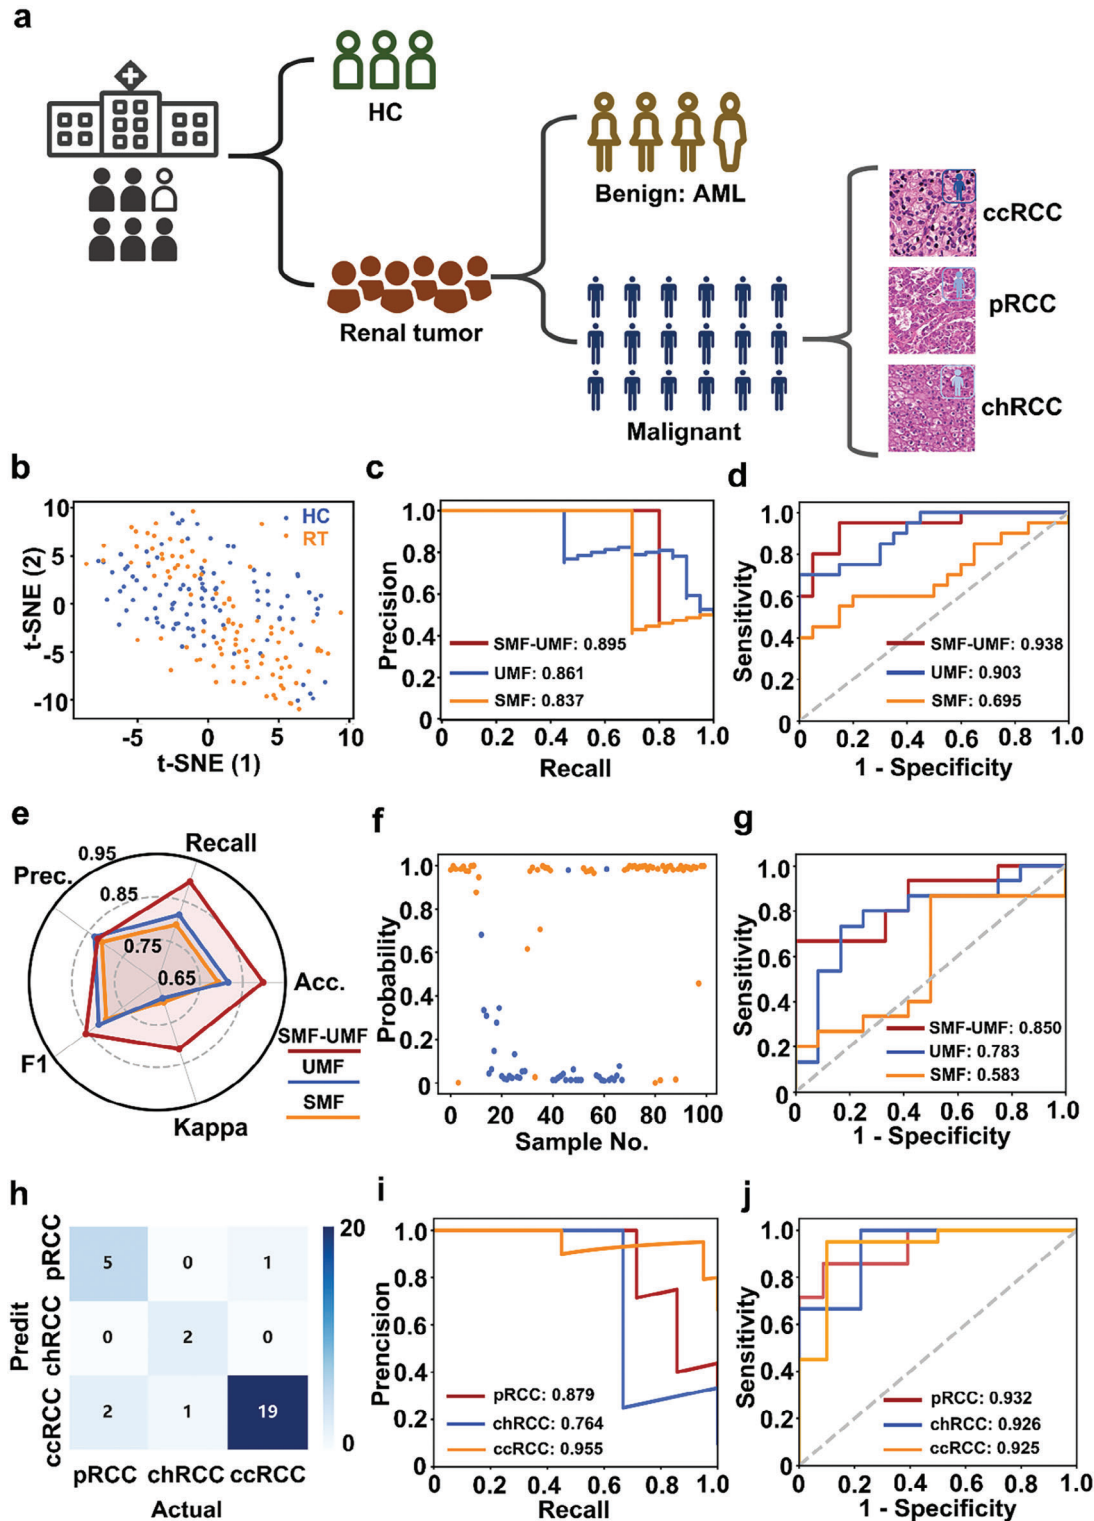 a
HC
Benign: AML
Renal tumor
Malignant
ccRCC
pRCC
chRCC
b
10
5
0
-5
-10
t-SNE (2)
HC
RT
-5 0 5 10
t-SNE (1)
c
1.0
0.8
0.6
0.4
0.2
0
Precision
SMF-UMF: 0.895
UMF: 0.861
SMF: 0.837
0 0.2 0.4 0.6 0.8 1.0
Recall
d
1.0
0.8
0.6
0.4
0.2
0
Sensitivity
SMF-UMF: 0.938
UMF: 0.903
SMF: 0.695
0 0.2 0.4 0.6 0.8 1.0
1 - Specificity
e
0.95
0.85
0.75
0.65
Recall
Prec.
Acc.
F1
Kappa
SMF-UMF
UMF
SMF
f
1.0
0.8
0.6
0.4
0.2
0
Probability
0 20 40 60 80 100
Sample No.
g
1.0
0.8
0.6
0.4
0.2
0
Sensitivity
SMF-UMF: 0.850
UMF: 0.783
SMF: 0.583
0 0.2 0.4 0.6 0.8 1.0
1 - Specificity
h
Predit
pRCC
chRCC
ccRCC
5 0 1
0 2 0
2 1 19
20
0
pRCC chRCC ccRCC
Actual
i
1.0
0.8
0.6
0.4
0.2
0
Prencision
pRCC: 0.879
chRCC: 0.764
ccRCC: 0.955
0 0.2 0.4 0.6 0.8 1.0
Recall
j
1.0
0.8
0.6
0.4
0.2
0
Sensitivity
pRCC: 0.932
chRCC: 0.926
ccRCC: 0.925
0 0.2 0.4 0.6 0.8 1.0
1 - Specificity